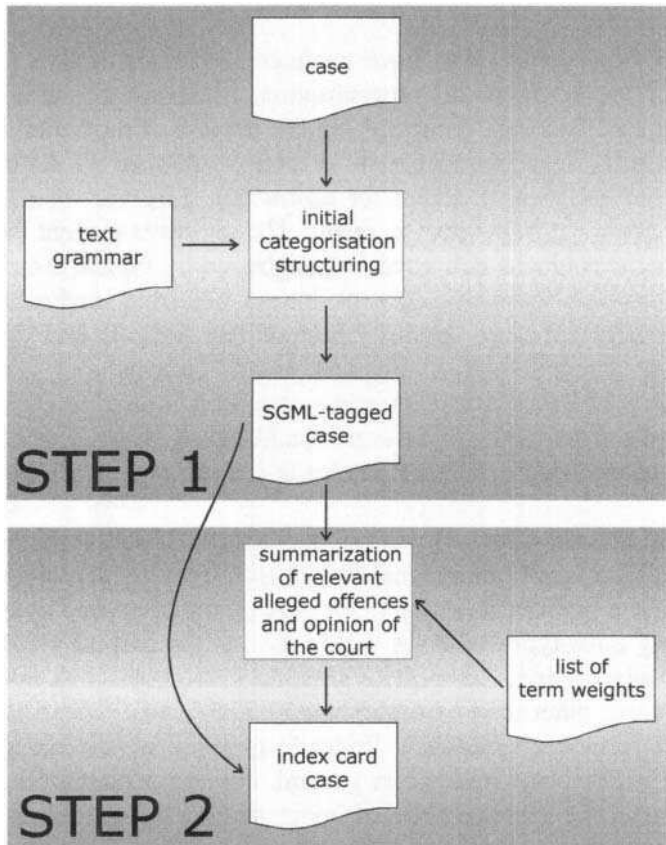 case
text
grammar
initial
categorisation
structuring
SGML-tagged
case
STEP 1
summarization
of relevant
alleged offences
and opinion of
the court
list of
term weights
index card
case
STEP 2